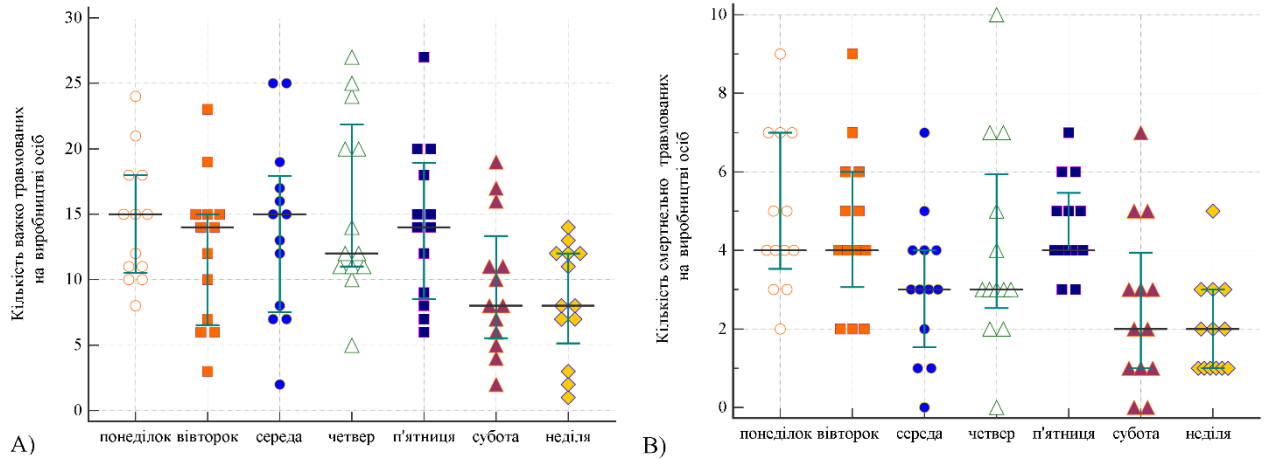 Кількість важко травмованих
на виробництві осіб
30
25
20
15
10
5
0
понеділок вівторок середа четвер п'ятниця субота неділя
А)
Кількість смертельно травмованих
на виробництві осіб
10
8
6
4
2
0
понеділок вівторок середа четвер п'ятниця субота неділя
В)